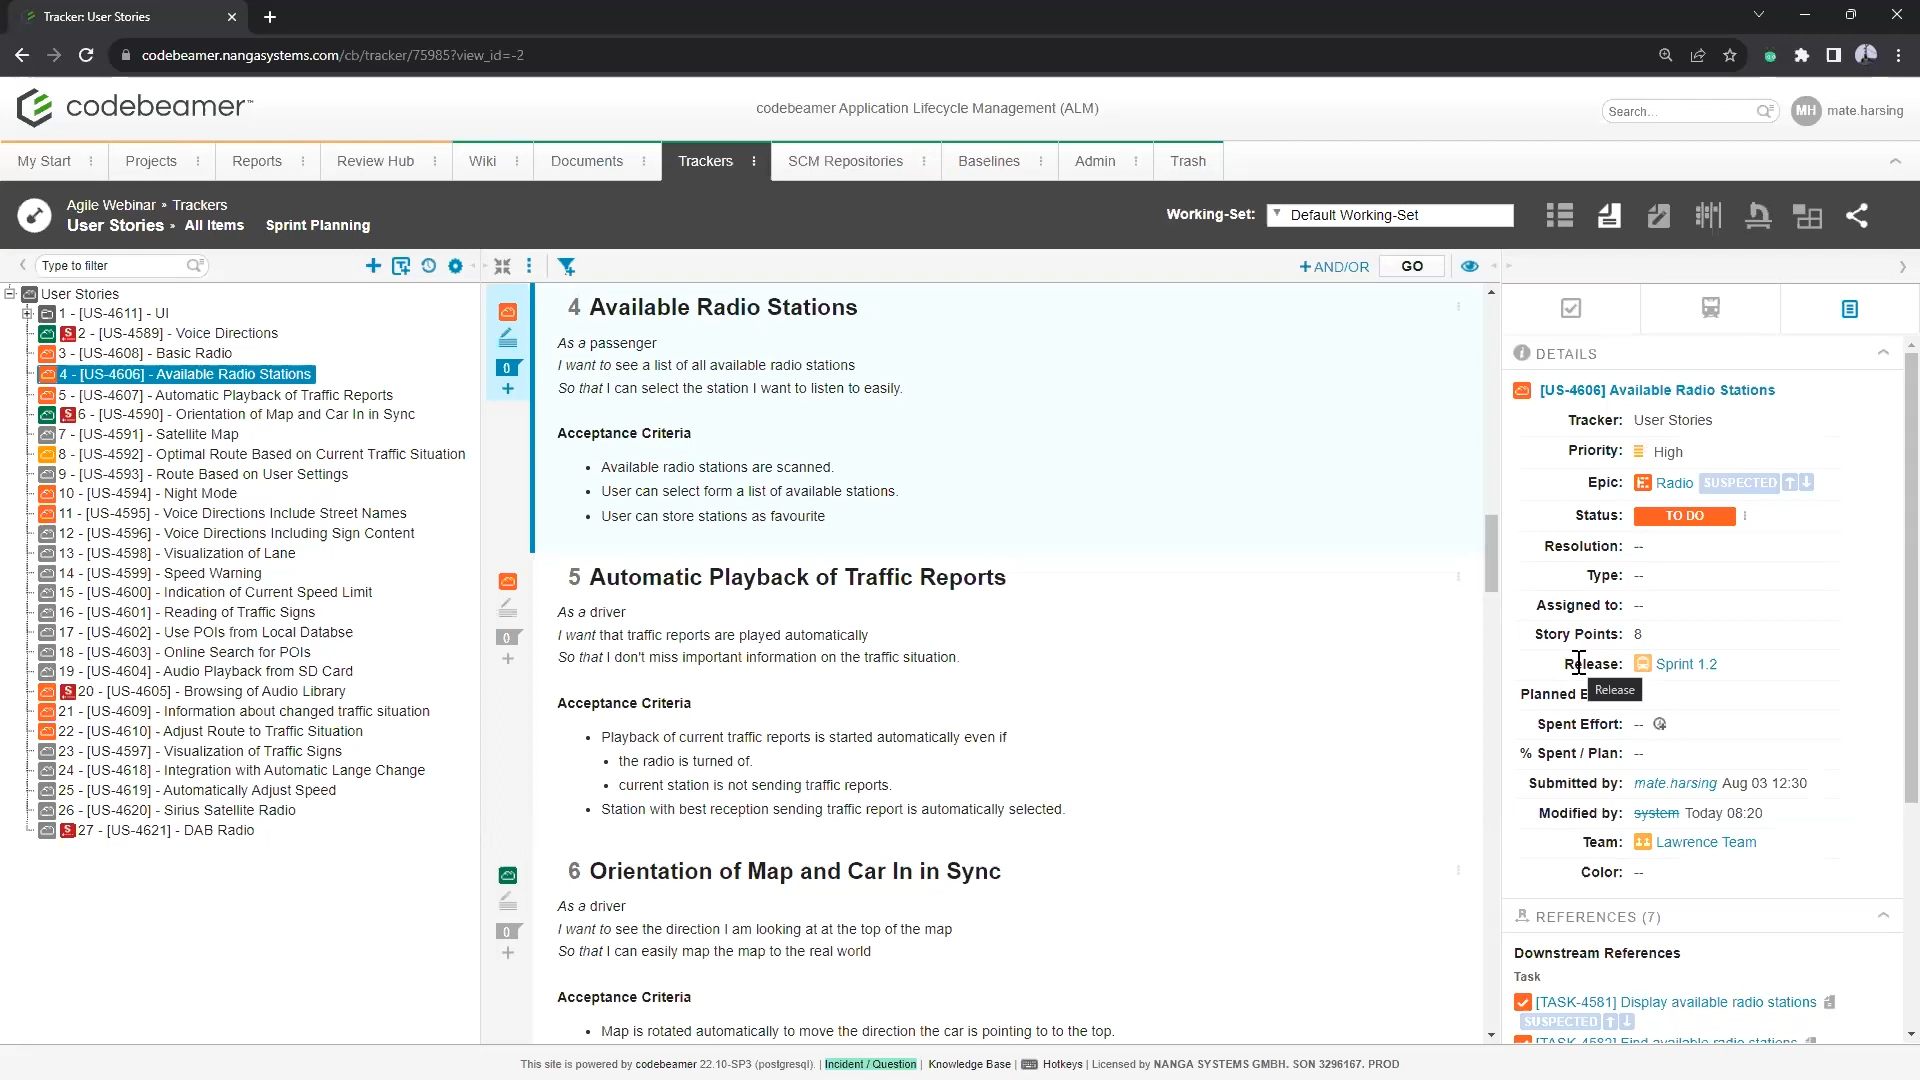 Tracker: User Stories
codebeamer.nangasystems.com/cb/tracker/75985?view_id=-2
codebeamer™
codebeamer Application Lifecycle Management (ALM)
Search...
MH mate.harsing
My Start Projects Reports Review Hub Wiki Documents Trackers SCM Repositories Baselines Admin Trash
Agile Webinar » Trackers
User Stories » All Items Sprint Planning
Working-Set: Default Working-Set
Type to filter
+AND/OR GO
User Stories
1 - [US-4611] - UI
S 2 - [US-4589] - Voice Directions
3 - [US-4608] - Basic Radio
4 - [US-4606] - Available Radio Stations
5 - [US-4607] - Automatic Playback of Traffic Reports
S 6 - [US-4590] - Orientation of Map and Car In in Sync
7 - [US-4591] - Satellite Map
8 - [US-4592] - Optimal Route Based on Current Traffic Situation
9 - [US-4593] - Route Based on User Settings
10 - [US-4594] - Night Mode
11 - [US-4595] - Voice Directions Include Street Names
12 - [US-4596] - Voice Directions Including Sign Content
13 - [US-4598] - Visualization of Lane
14 - [US-4599] - Speed Warning
15 - [US-4600] - Indication of Current Speed Limit
16 - [US-4601] - Reading of Traffic Signs
17 - [US-4602] - Use POIs from Local Databse
18 - [US-4603] - Online Search for POIs
19 - [US-4604] - Audio Playback from SD Card
S 20 - [US-4605] - Browsing of Audio Library
21 - [US-4609] - Information about changed traffic situation
22 - [US-4610] - Adjust Route to Traffic Situation
23 - [US-4597] - Visualization of Traffic Signs
24 - [US-4618] - Integration with Automatic Lange Change
25 - [US-4619] - Automatically Adjust Speed
26 - [US-4620] - Sirius Satellite Radio
S 27 - [US-4621] - DAB Radio
4 Available Radio Stations
As a passenger
I want to see a list of all available radio stations
So that I can select the station I want to listen to easily.
0
Acceptance Criteria
• Available radio stations are scanned.
• User can select form a list of available stations.
• User can store stations as favourite
5 Automatic Playback of Traffic Reports
As a driver
I want that traffic reports are played automatically
So that I don't miss important information on the traffic situation.
0
Acceptance Criteria
• Playback of current traffic reports is started automatically even if
• the radio is turned of.
• current station is not sending traffic reports.
• Station with best reception sending traffic report is automatically selected.
6 Orientation of Map and Car In in Sync
As a driver
I want to see the direction I am looking at at the top of the map
So that I can easily map the map to the real world
0
Acceptance Criteria
• Map is rotated automatically to move the direction the car is pointing to to the top.
DETAILS
[US-4606] Available Radio Stations
Tracker: User Stories
Priority: High
Epic: E Radio SUSPECTED
Status: TO DO
Resolution: --
Type: --
Assigned to: --
Story Points: 8
Release: Sprint 1.2
Planned E
Release
Spent Effort: --
% Spent / Plan: --
Submitted by: mate.harsing Aug 03 12:30
Modified by: system Today 08:20
Team: Lawrence Team
Color: --
REFERENCES (7)
Downstream References
Task
[TASK-4581] Display available radio stations
SUSPECTED
[TASK-4582] Find available radio stations
This site is powered by codebeamer 22.10-SP3 (postgresql). | Incident / Question | Knowledge Base | Hotkeys | Licensed by NANGA SYSTEMS GMBH. SON 3296167. PROD